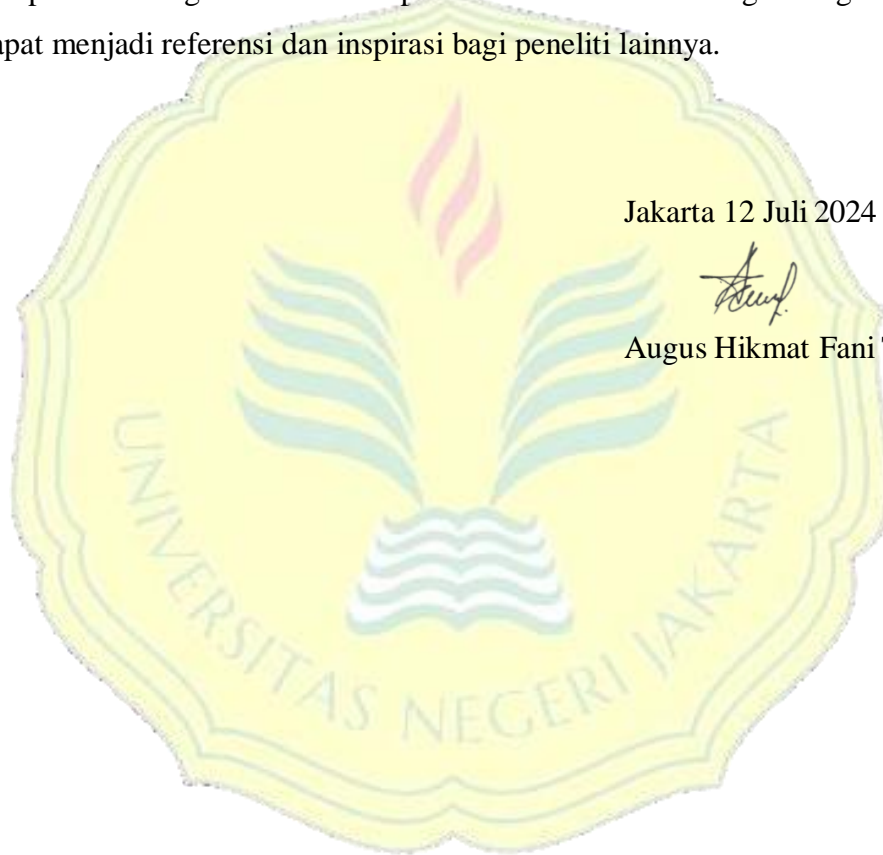 dapat menjadi referensi dan inspirasi bagi peneliti lainnya.
Jakarta 12 Juli 2024
Augus Hikmat Fani
UNIVERSITAS NEGERI JAKARTA